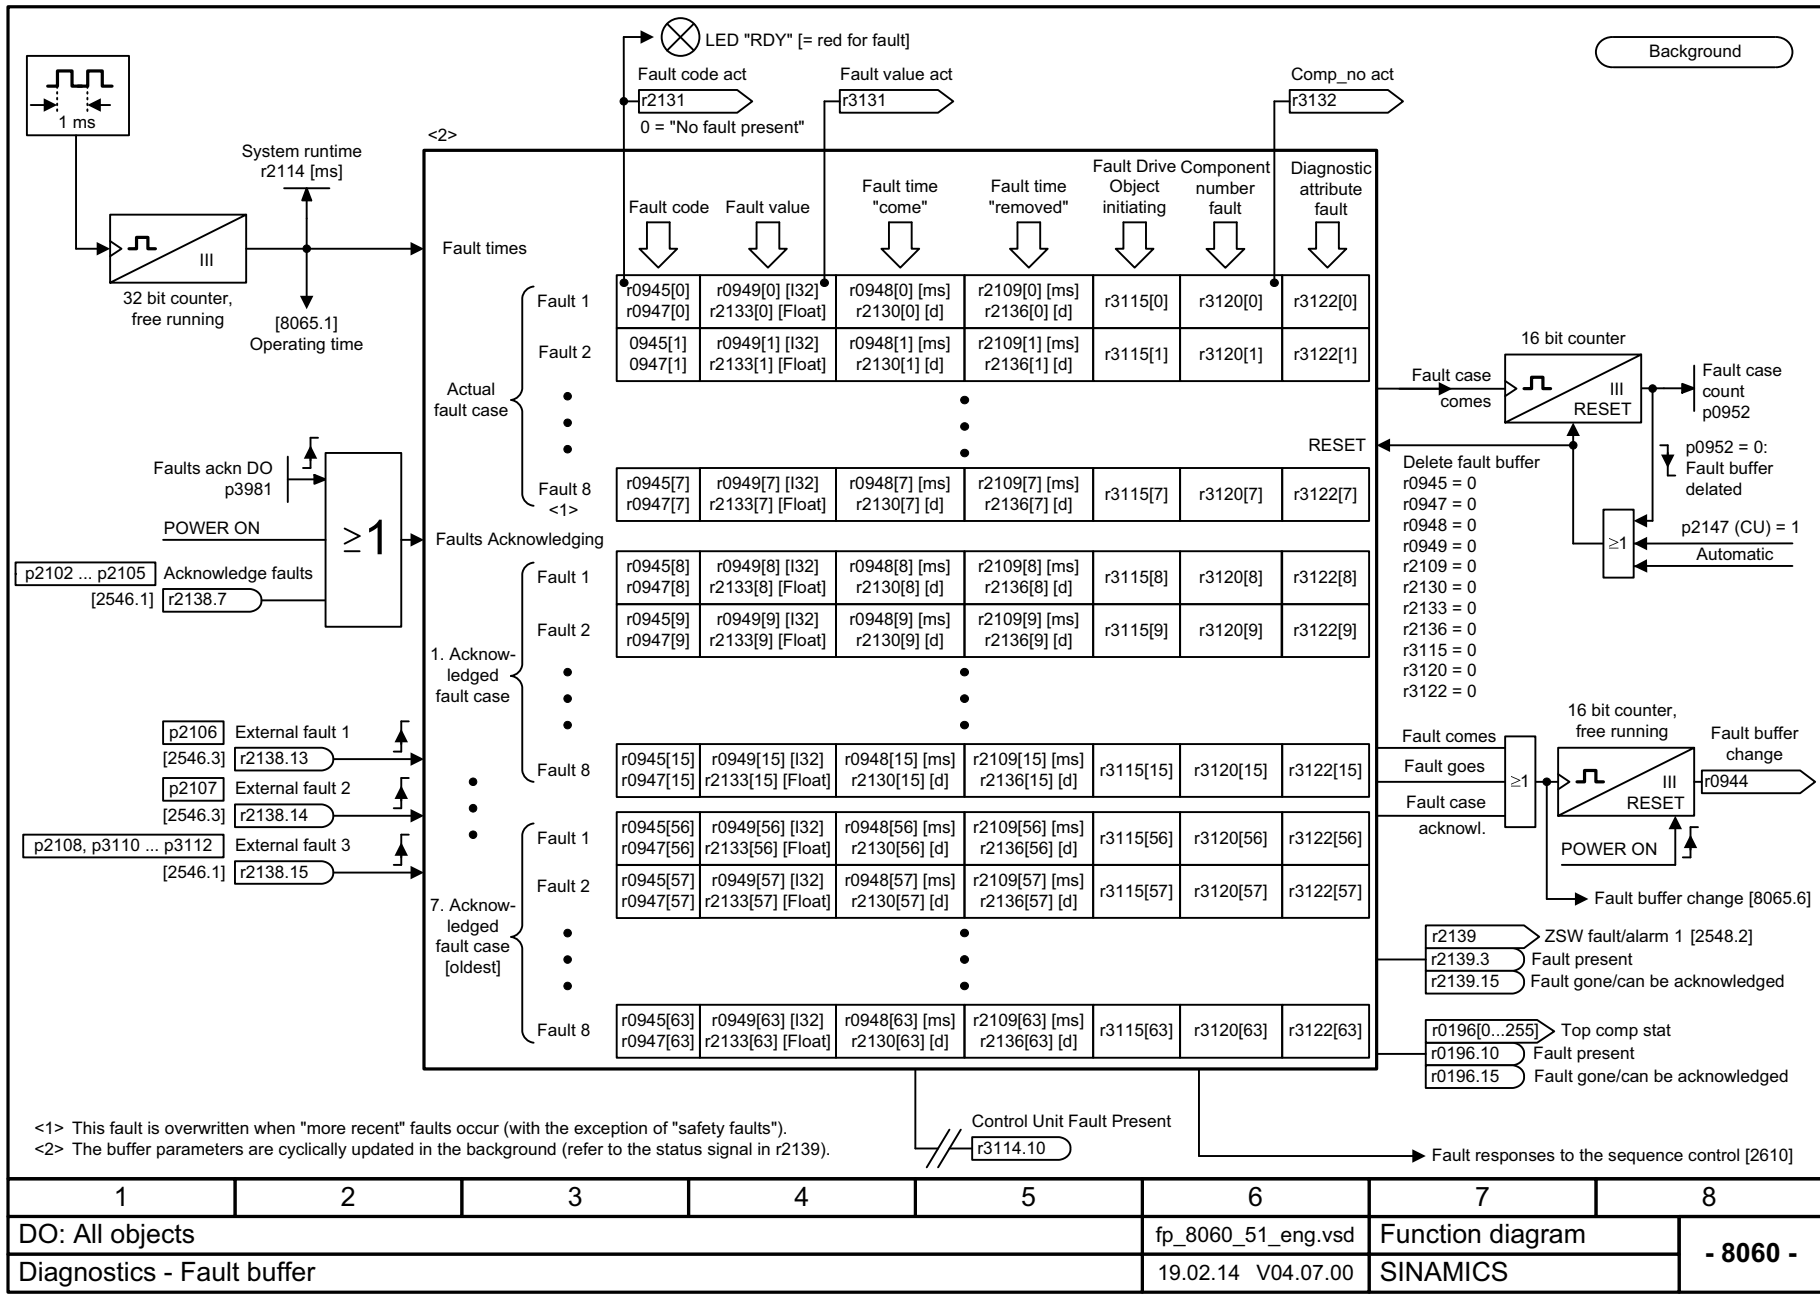 LED "RDY" [= red for fault]
Background
Fault code act
Fault value act
Comp_no act
r2131
r3131
r3132
0 = "No fault present"
1 ms
<2>
System runtime
r2114 [ms]
Fault code
Fault value
Fault time
"come"
Fault time
"removed"
Fault Drive
Object
initiating
Component
number
fault
Diagnostic
attribute
fault
III
32 bit counter,
free running
[8065.1]
Operating time
Fault times
Actual
fault case
Fault 1
r0945[0] r0949[0] [I32] r0948[0] [ms] r2109[0] [ms]
r0947[0] r2133[0] [Float] r2130[0] [d] r2136[0] [d]
r3115[0] r3120[0] r3122[0]
Fault 2
0945[1] r0949[1] [I32] r0948[1] [ms] r2109[1] [ms]
0947[1] r2133[1] [Float] r2130[1] [d] r2136[1] [d]
r3115[1] r3120[1] r3122[1]
Fault 8
<1>
r0945[7] r0949[7] [I32] r0948[7] [ms] r2109[7] [ms]
r0947[7] r2133[7] [Float] r2130[7] [d] r2136[7] [d]
r3115[7] r3120[7] r3122[7]
Faults ackn DO
p3981
POWER ON
≥1
p2102 ... p2105
Acknowledge faults
[2546.1]
r2138.7
Faults Acknowledging
1. Acknow-
ledged
fault case
Fault 1
r0945[8] r0949[8] [I32] r0948[8] [ms] r2109[8] [ms]
r0947[8] r2133[8] [Float] r2130[8] [d] r2136[8] [d]
r3115[8] r3120[8] r3122[8]
Fault 2
r0945[9] r0949[9] [I32] r0948[9] [ms] r2109[9] [ms]
r0947[9] r2133[9] [Float] r2130[9] [d] r2136[9] [d]
r3115[9] r3120[9] r3122[9]
Fault 8
r0945[15] r0949[15] [I32] r0948[15] [ms] r2109[15] [ms]
r0947[15] r2133[15] [Float] r2130[15] [d] r2136[15] [d]
r3115[15] r3120[15] r3122[15]
p2106
External fault 1
[2546.3]
r2138.13
p2107
External fault 2
[2546.3]
r2138.14
p2108, p3110 ... p3112
External fault 3
[2546.1]
r2138.15
7. Acknow-
ledged
fault case
[oldest]
Fault 1
r0945[56] r0949[56] [I32] r0948[56] [ms] r2109[56] [ms]
r0947[56] r2133[56] [Float] r2130[56] [d] r2136[56] [d]
r3115[56] r3120[56] r3122[56]
Fault 2
r0945[57] r0949[57] [I32] r0948[57] [ms] r2109[57] [ms]
r0947[57] r2133[57] [Float] r2130[57] [d] r2136[57] [d]
r3115[57] r3120[57] r3122[57]
Fault 8
r0945[63] r0949[63] [I32] r0948[63] [ms] r2109[63] [ms]
r0947[63] r2133[63] [Float] r2130[63] [d] r2136[63] [d]
r3115[63] r3120[63] r3122[63]
16 bit counter
Fault case
comes
III
RESET
Fault case
count
p0952
RESET
p0952 = 0:
Fault buffer
delated
≥1
p2147 (CU) = 1
Automatic
Delete fault buffer
r0945 = 0
r0947 = 0
r0948 = 0
r0949 = 0
r2109 = 0
r2130 = 0
r2133 = 0
r2136 = 0
r3115 = 0
r3120 = 0
r3122 = 0
16 bit counter,
free running
Fault comes
Fault goes
Fault case
acknowl.
≥1
III
RESET
Fault buffer
change
r0944
POWER ON
Fault buffer change [8065.6]
r2139
ZSW fault/alarm 1 [2548.2]
r2139.3
Fault present
r2139.15
Fault gone/can be acknowledged
r0196[0...255]
Top comp stat
r0196.10
Fault present
r0196.15
Fault gone/can be acknowledged
Control Unit Fault Present
r3114.10
Fault responses to the sequence control [2610]
<1> This fault is overwritten when "more recent" faults occur (with the exception of "safety faults").
<2> The buffer parameters are cyclically updated in the background (refer to the status signal in r2139).
1 2 3 4 5 6 7 8
DO: All objects
fp_8060_51_eng.vsd
Function diagram
- 8060 -
Diagnostics - Fault buffer
19.02.14 V04.07.00
SINAMICS